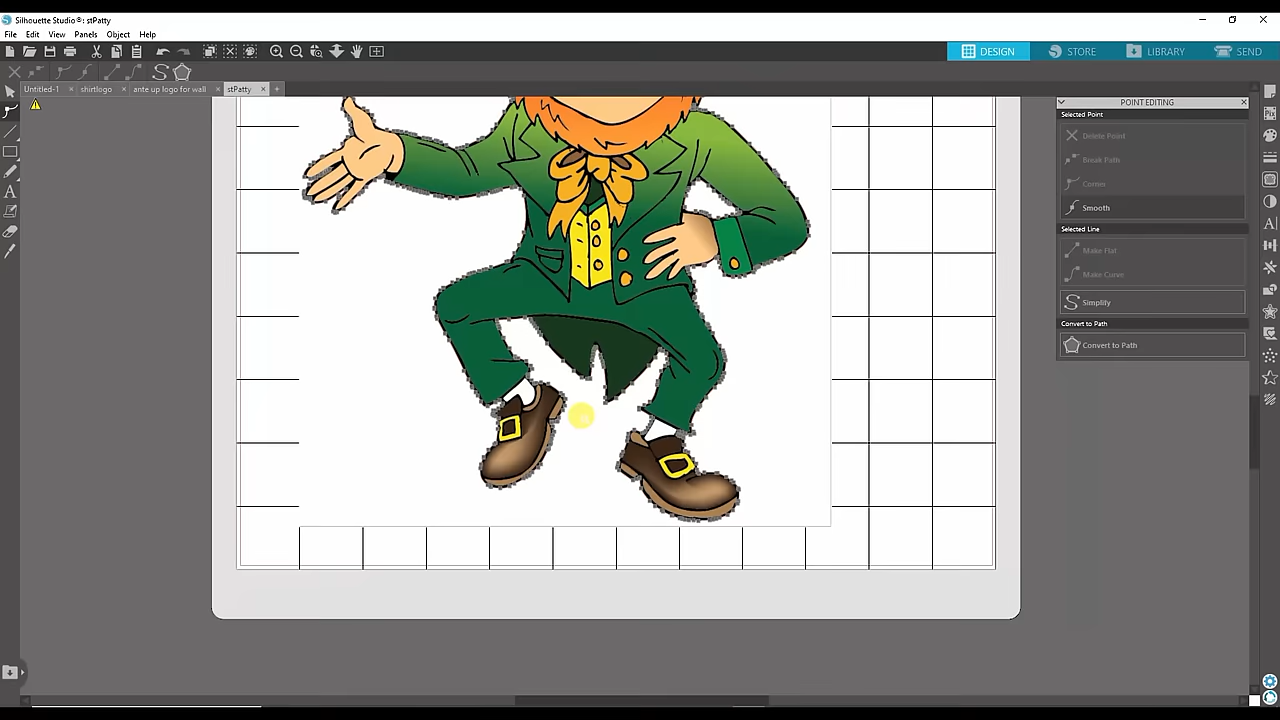 Silhouette Studio®: stPatty
File Edit View Panels Object Help
DESIGN STORE LIBRARY SEND
Untitled-1 shirtlogo ante up logo for wall stPatty
POINT EDITING
Selected Point
Delete Point
Break Path
Corner
Smooth
Selected Line
Make Flat
Make Curve
Simplify
Convert to Path
Convert to Path